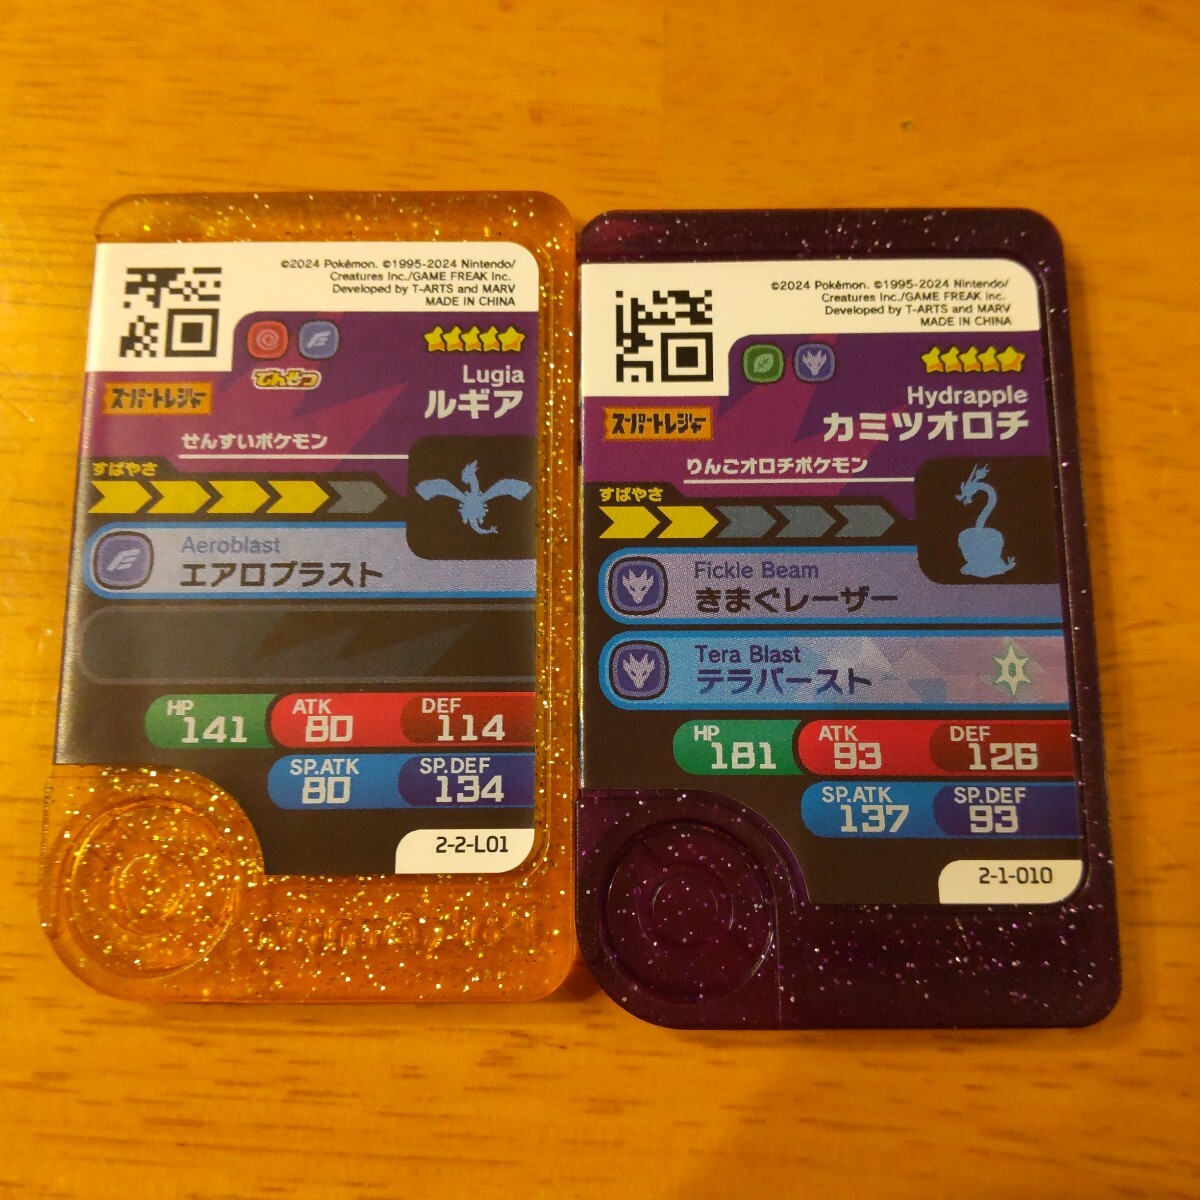 ©2024 Pokémon. ©1995-2024 Nintendo/
Creatures Inc./GAME FREAK Inc.
Developed by T-ARTS and MARV
MADE IN CHINA
でんせつ
スーパートレジャー
Lugia
ルギア
せんすいポケモン
すばやさ
Aeroblast
エアロブラスト
HP
141
ATK
80
DEF
114
SP.ATK
80
SP.DEF
134
2-2-L01
©2024 Pokémon. ©1995-2024 Nintendo/
Creatures Inc./GAME FREAK inc.
Developed by T-ARTS and MARV
MADE IN CHINA
スーパートレジャー
Hydrapple
カミツオロチ
りんごオロチポケモン
すばやさ
Fickle Beam
きまぐレーザー
Tera Blast
テラバースト
HP
181
ATK
93
DEF
126
SP.ATK
137
SP.DEF
93
2-1-010